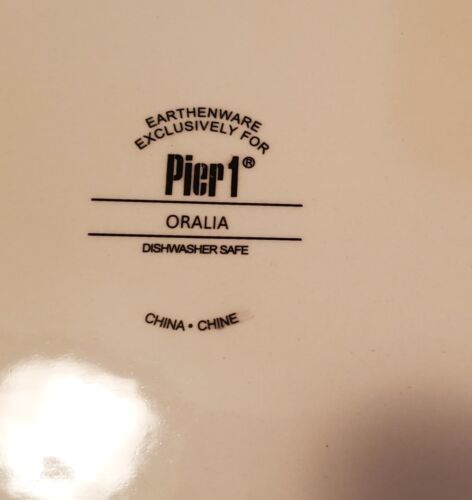 EARTHENWARE
EXCLUSIVELY FOR
Pier 1®
ORALIA
DISHWASHER SAFE
CHINA • CHINE